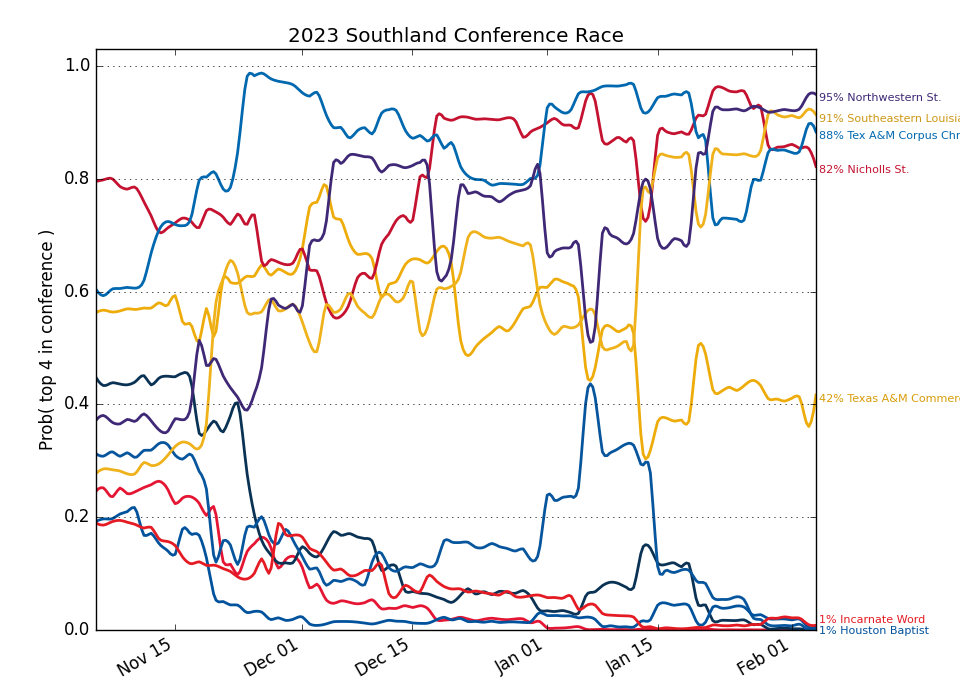 2023 Southland Conference Race
Prob( top 4 in conference )
1.0
0.8
0.6
0.4
0.2
0.0
Nov 15
Dec 01
Dec 15
Jan 01
Jan 15
Feb 01
95% Northwestern St.
91% Southeastern Louisia
88% Tex A&M Corpus Chr
82% Nicholls St.
42% Texas A&M Commerc
1% Incarnate Word
1% Houston Baptist